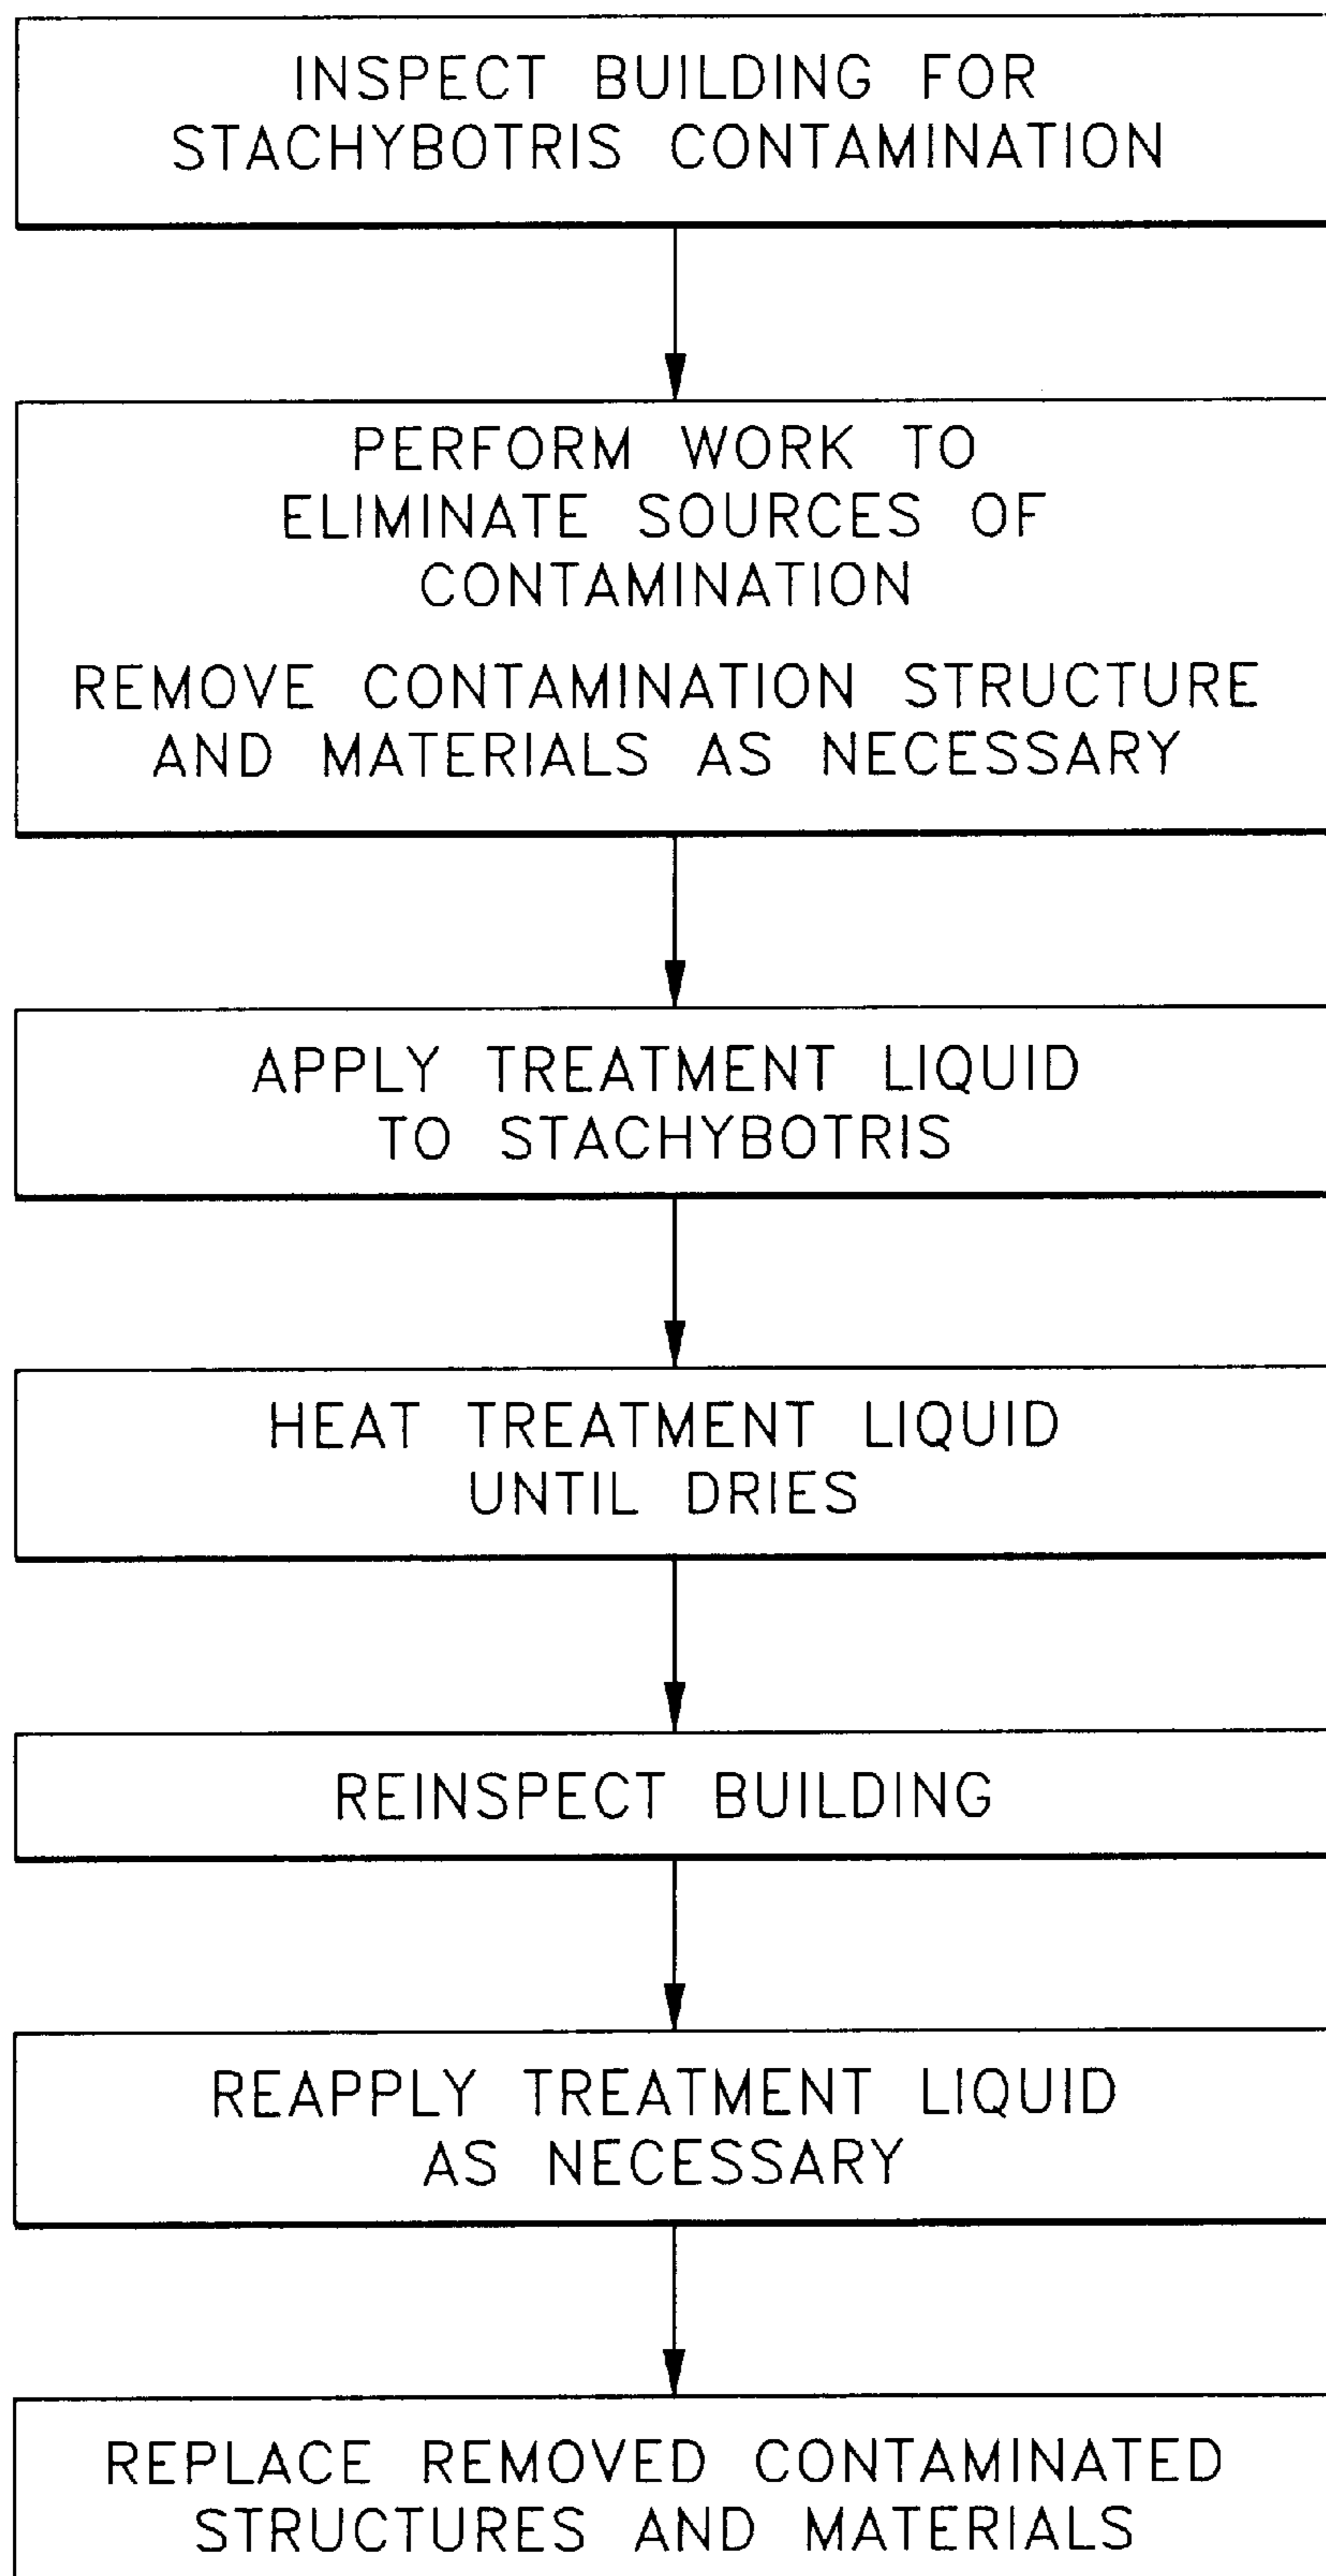 INSPECT BUILDING FOR
STACHYBOTRIS CONTAMINATION
PERFORM WORK TO
ELIMINATE SOURCES OF
CONTAMINATION
REMOVE CONTAMINATION STRUCTURE
AND MATERIALS AS NECESSARY
APPLY TREATMENT LIQUID
TO STACHYBOTRIS
HEAT TREATMENT LIQUID
UNTIL DRIES
REINSPECT BUILDING
REAPPLY TREATMENT LIQUID
AS NECESSARY
REPLACE REMOVED CONTAMINATED
STRUCTURES AND MATERIALS